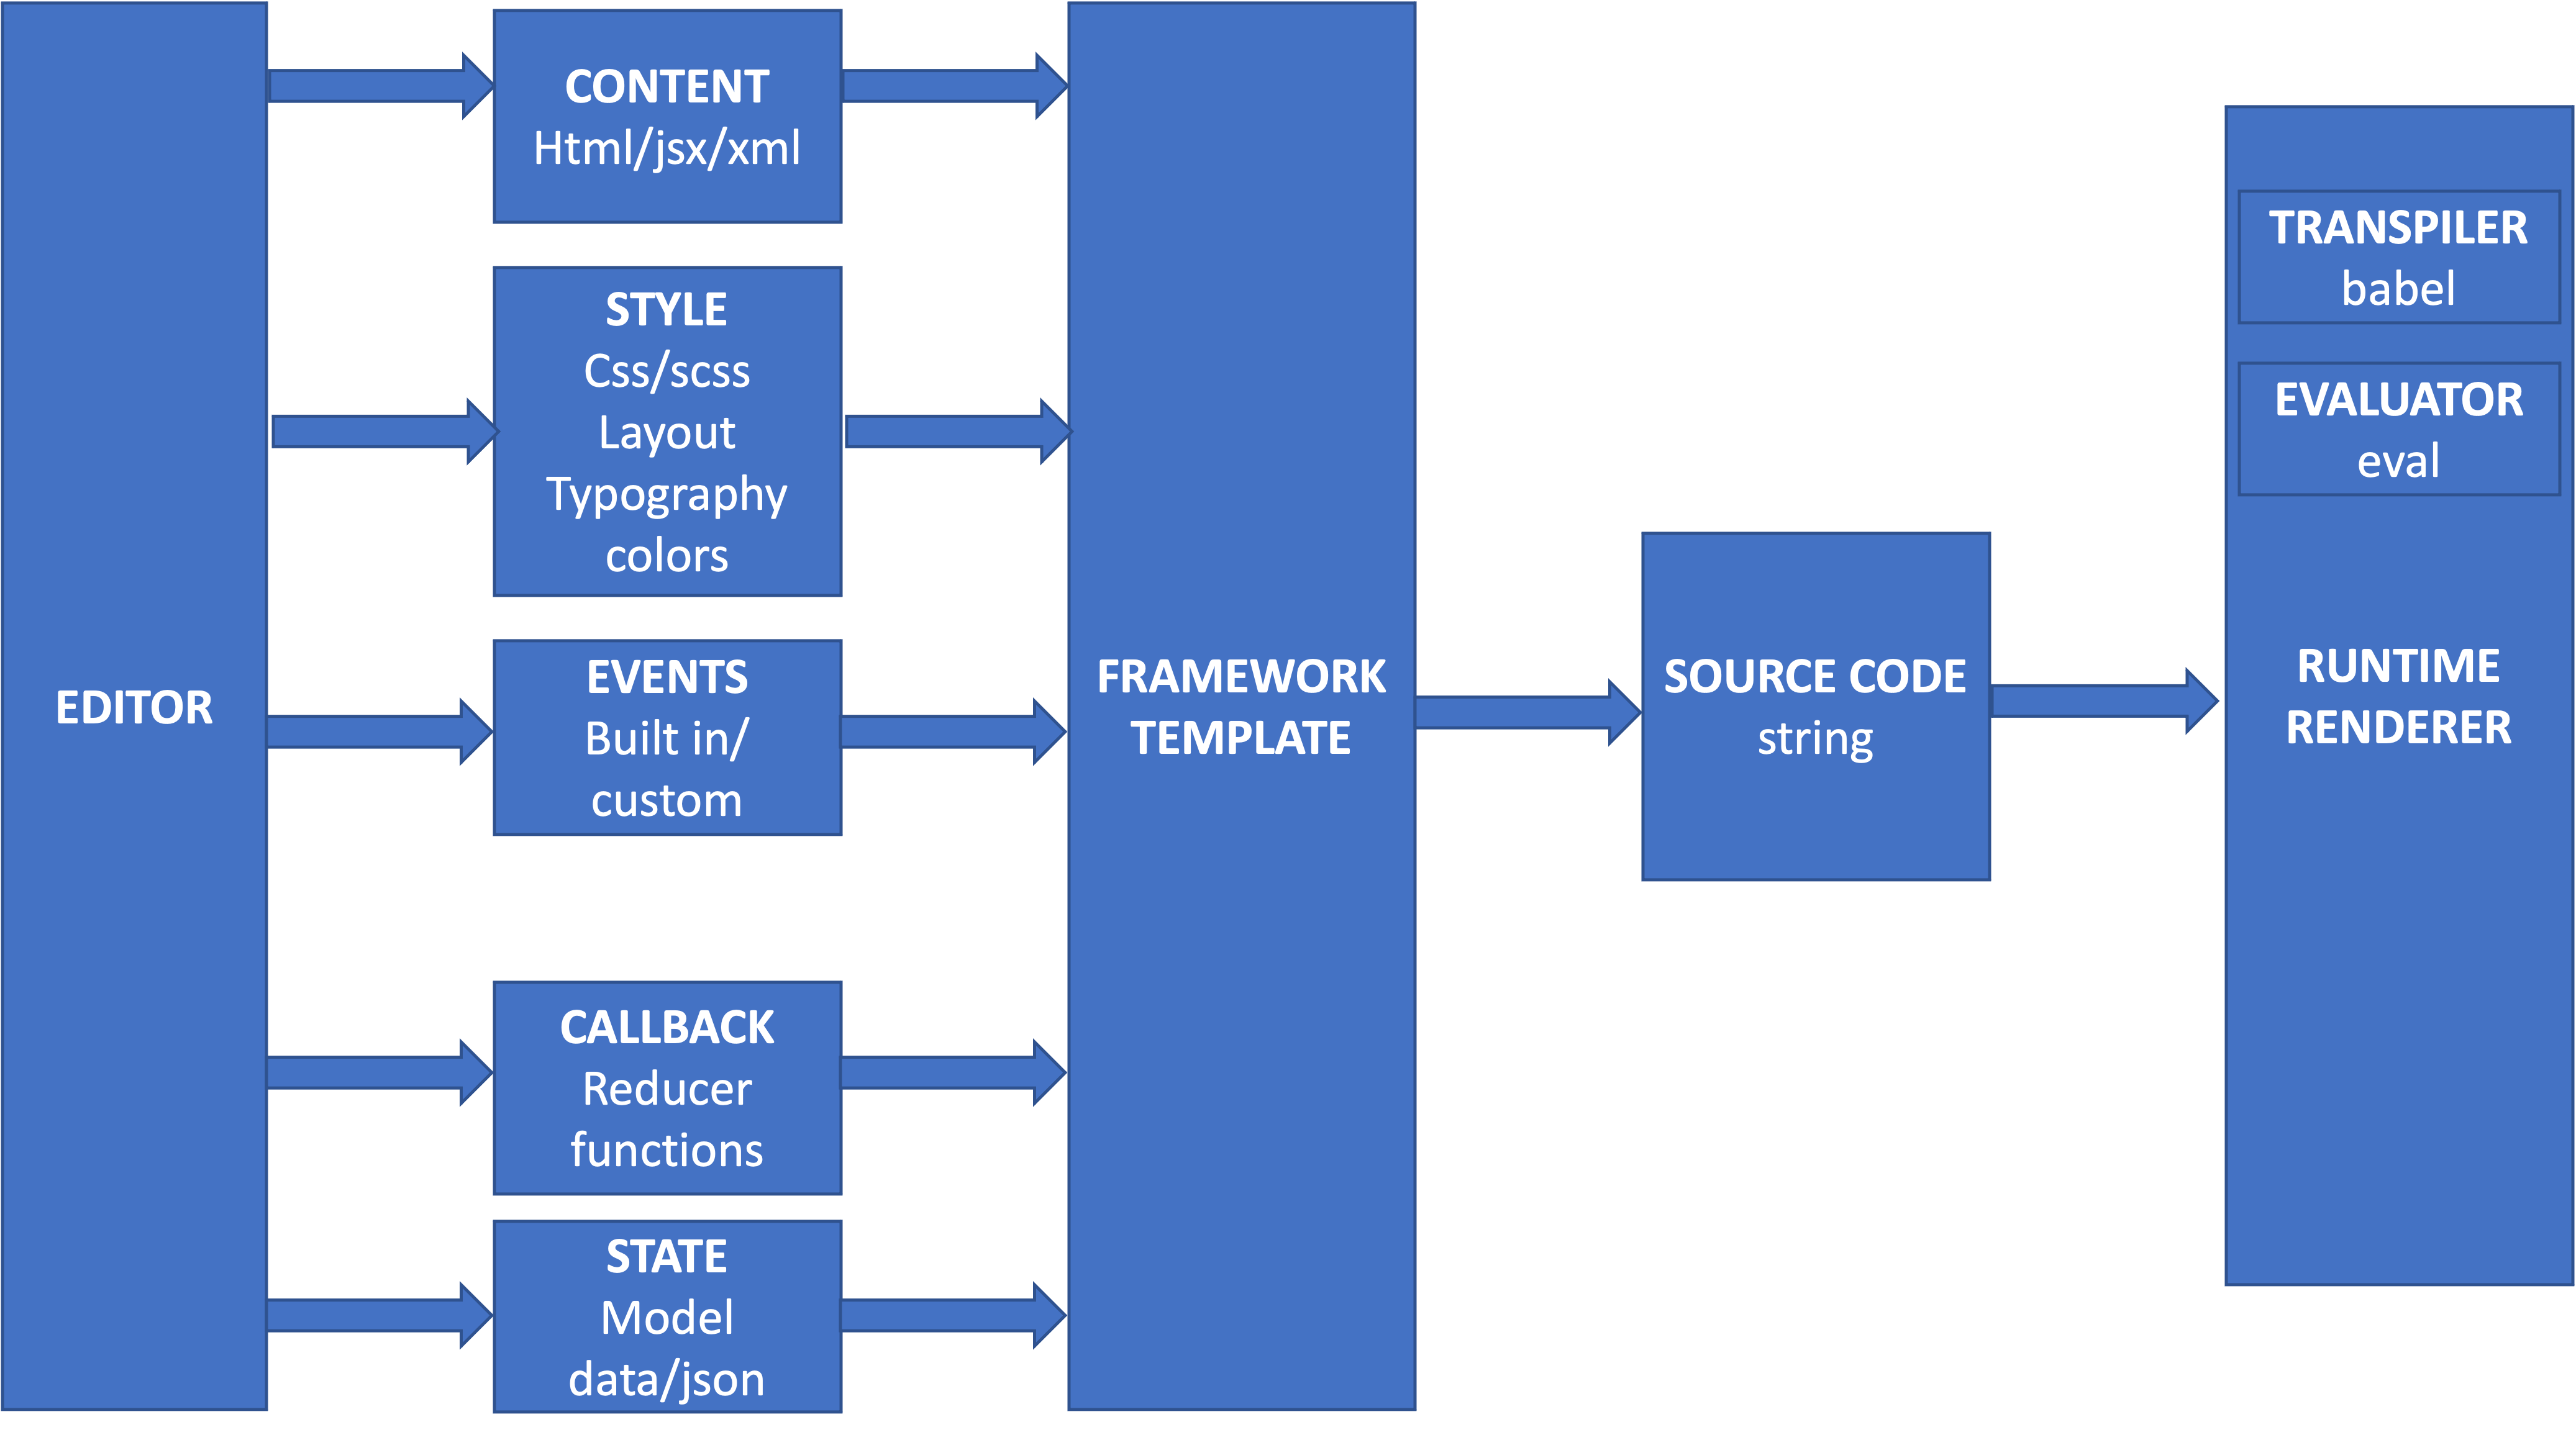 EDITOR
CONTENT
Html/jsx/xml
STYLE
Css/scss
Layout
Typography
colors
EVENTS
Built in/
custom
CALLBACK
Reducer
functions
STATE
Model
data/json
FRAMEWORK
TEMPLATE
SOURCE CODE
string
TRANSPILER
babel
EVALUATOR
eval
RUNTIME
RENDERER